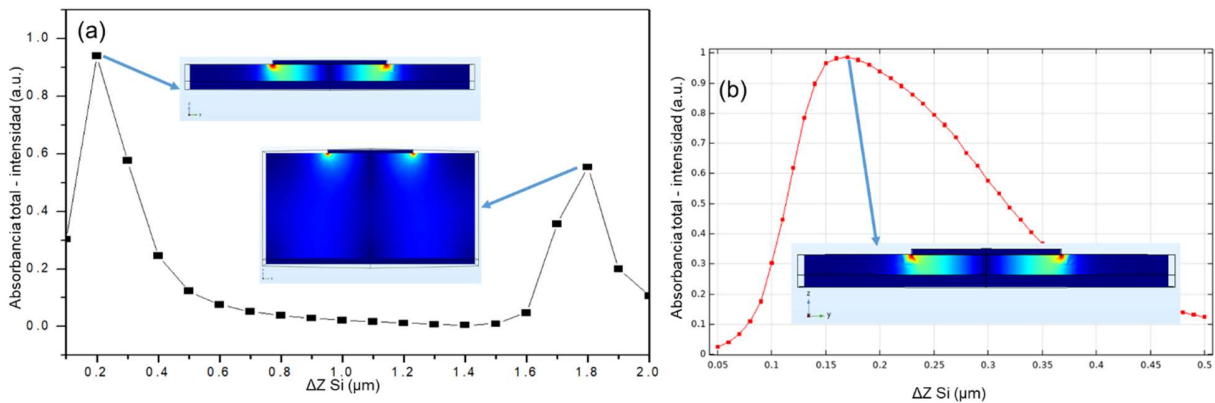 (a)
Absorbancia total - intensidad (a.u.)
1.0
0.8
0.6
0.4
0.2
0.0
0.2 0.4 0.6 0.8 1.0 1.2 1.4 1.6 1.8 2.0
ΔZ Si (µm)
(b)
Absorbancia total - intensidad (a.u.)
1
0.9
0.8
0.7
0.6
0.5
0.4
0.3
0.2
0.1
0
z
y
0.05 0.1 0.15 0.2 0.25 0.3 0.35 0.4 0.45 0.5
ΔZ Si (µm)